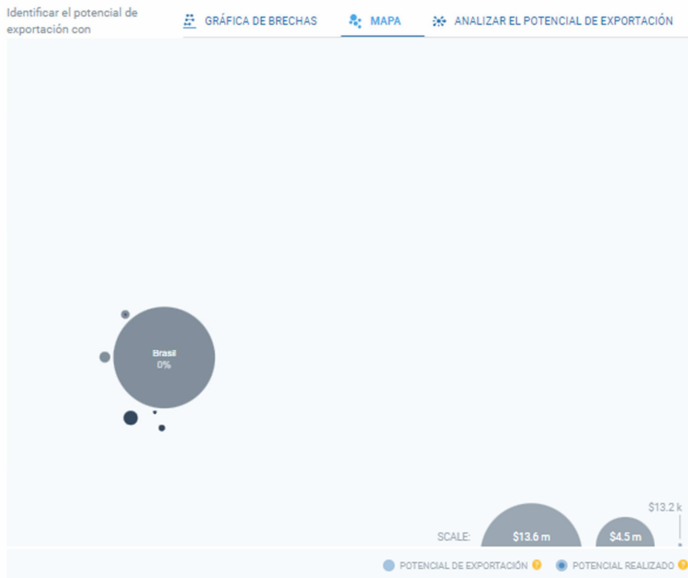 Identificar el potencial de
exportación con
GRÁFICA DE BRECHAS
MAPA
ANALIZAR EL POTENCIAL DE EXPORTACIÓN
Brasil
0%
$13.2 k
SCALE:
$13.6 m
$4.5 m
POTENCIAL DE EXPORTACIÓN ?
POTENCIAL REALIZADO ?